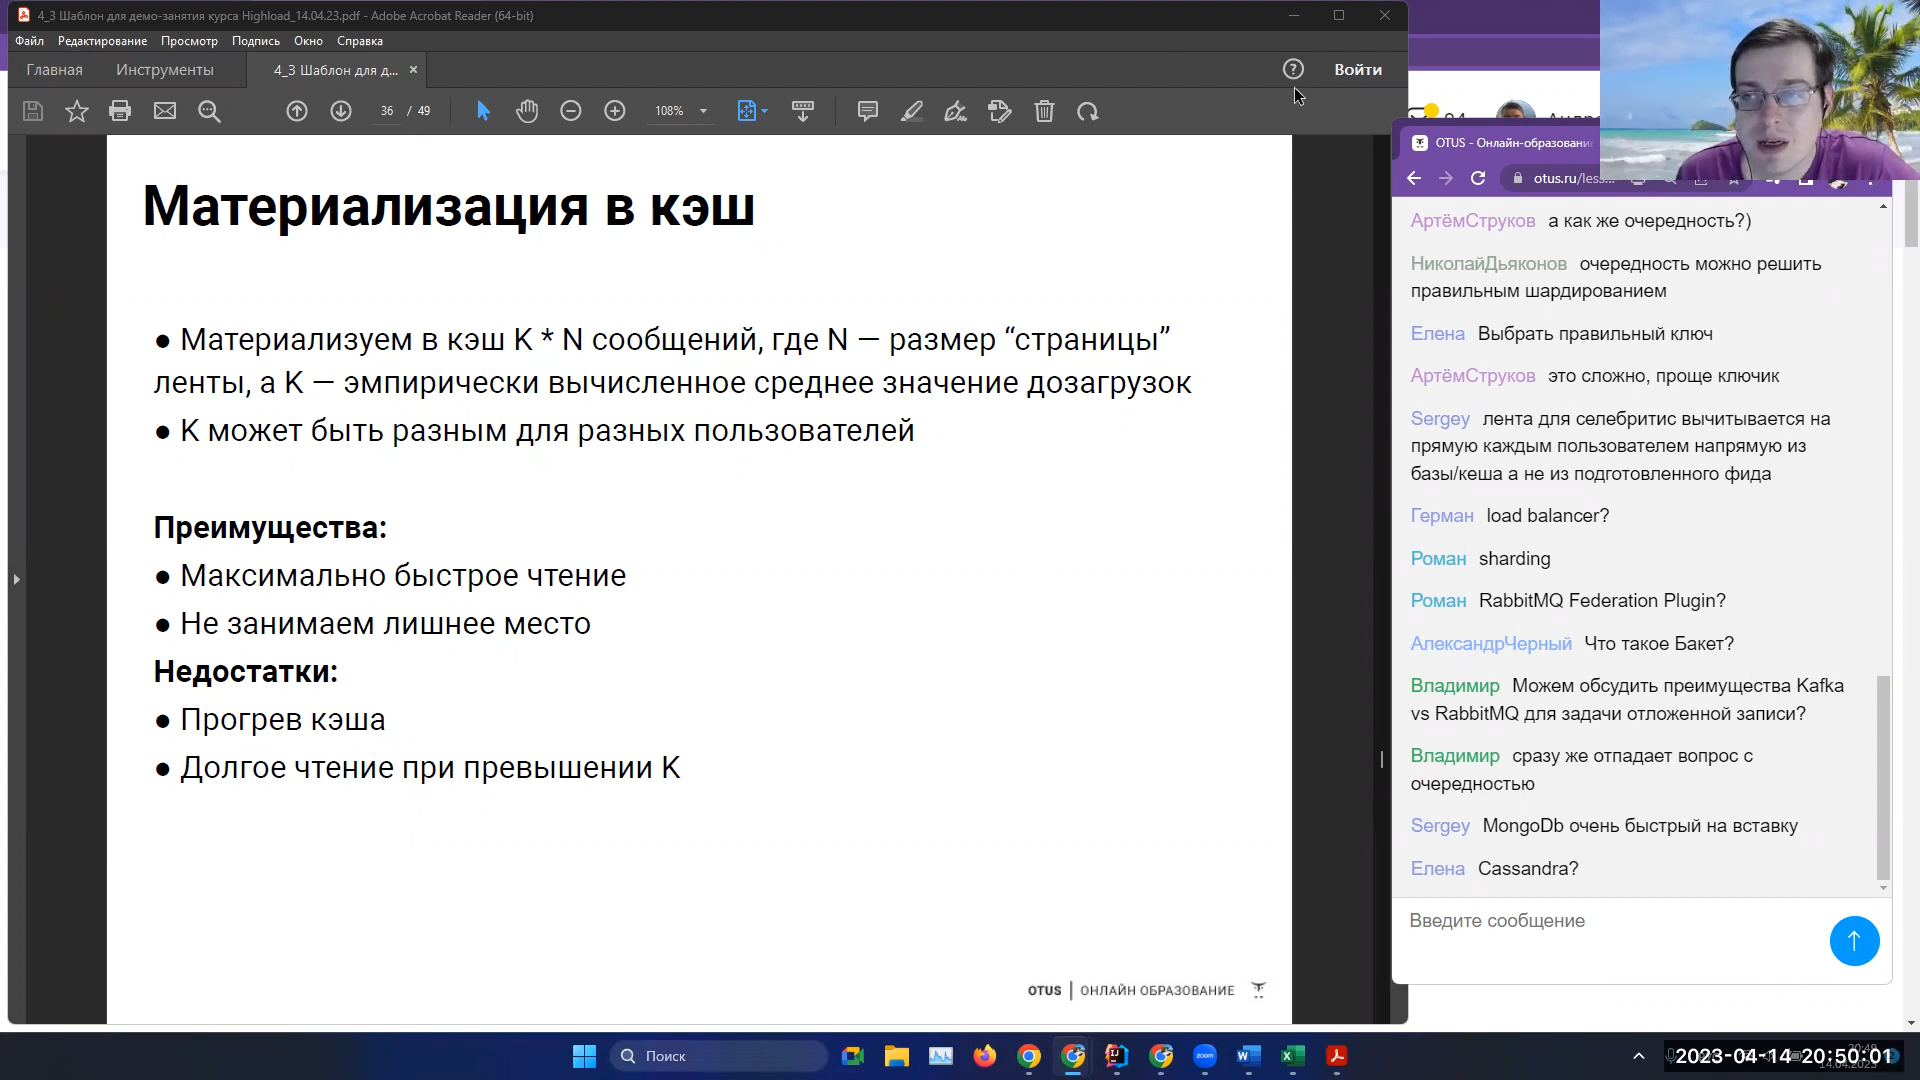 4_3 Шаблон для демо-занятия курса Highload_14.04.23.pdf - Adobe Acrobat Reader (64-bit)
Файл Редактирование Просмотр Подпись Окно Справка
Главная Инструменты 4_3 Шаблон для д... × Войти
36 / 49 108%
Материализация в кэш
● Материализуем в кэш K * N сообщений, где N — размер “страницы”
ленты, а K — эмпирически вычисленное среднее значение дозагрузок
● K может быть разным для разных пользователей
Преимущества:
● Максимально быстрое чтение
● Не занимаем лишнее место
Недостатки:
● Прогрев кэша
● Долгое чтение при превышении K
OTUS | ОНЛАЙН ОБРАЗОВАНИЕ
OTUS - Онлайн-образование
otus.ru/less...
АртёмСтруков а как же очередность?)
НиколайДьяконов очередность можно решить
правильным шардированием
Елена Выбрать правильный ключ
АртёмСтруков это сложно, проще ключик
Sergey лента для селебритис вычитывается на
прямую каждым пользователем напрямую из
базы/кеша а не из подготовленного фида
Герман load balancer?
Роман sharding
Роман RabbitMQ Federation Plugin?
АлександрЧерный Что такое Бакет?
Владимир Можем обсудить преимущества Kafka
vs RabbitMQ для задачи отложенной записи?
Владимир сразу же отпадает вопрос с
очередностью
Sergey MongoDb очень быстрый на вставку
Елена Cassandra?
Введите сообщение
Поиск
zoom
2023-04-14 20:50:01